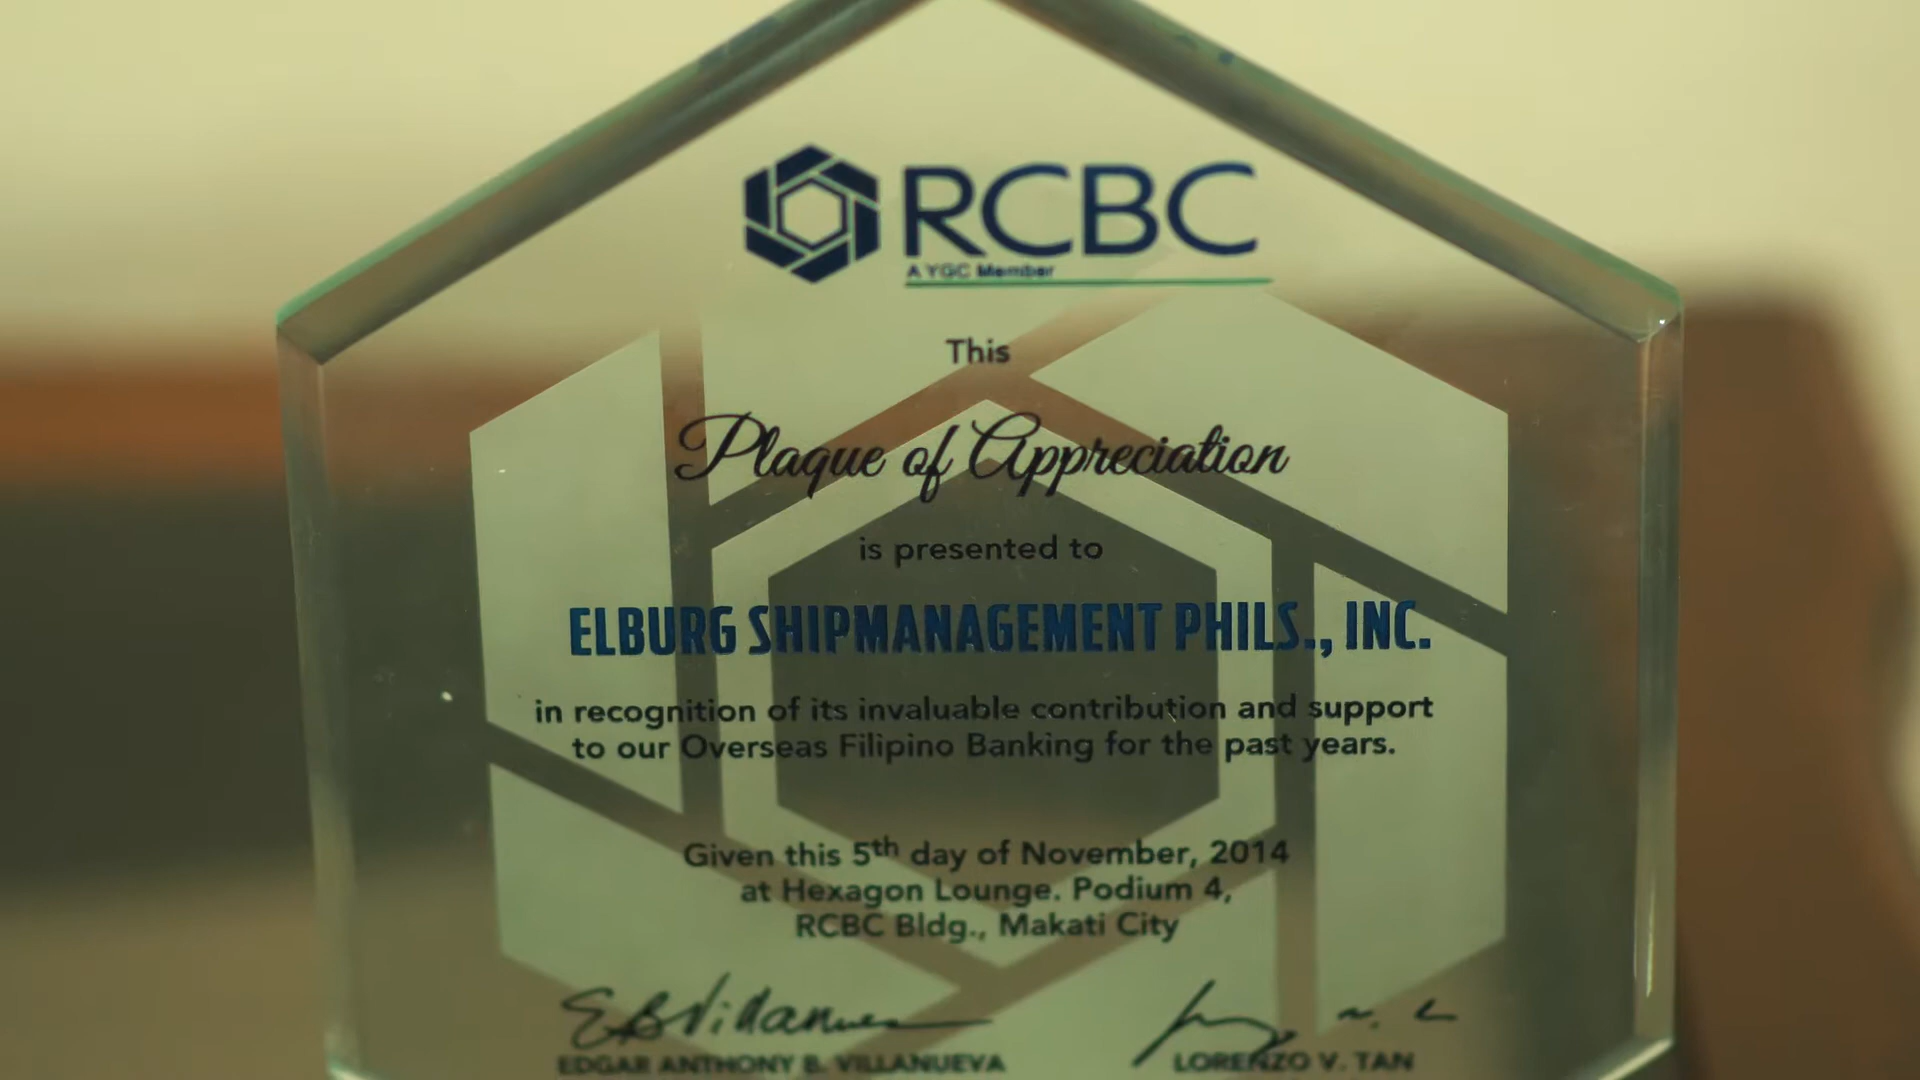 RCBC
A YGC Member
This
Plaque of Appreciation
is presented to
ELBURG SHIPMANAGEMENT PHILS., INC.
in recognition of its invaluable contribution and support
to our Overseas Filipino Banking for the past years.
Given this 5th day of November, 2014
at Hexagon Lounge. Podium 4,
RCBC Bldg., Makati City
EDGAR ANTHONY B. VILLANUEVA LORENZO V. TAN